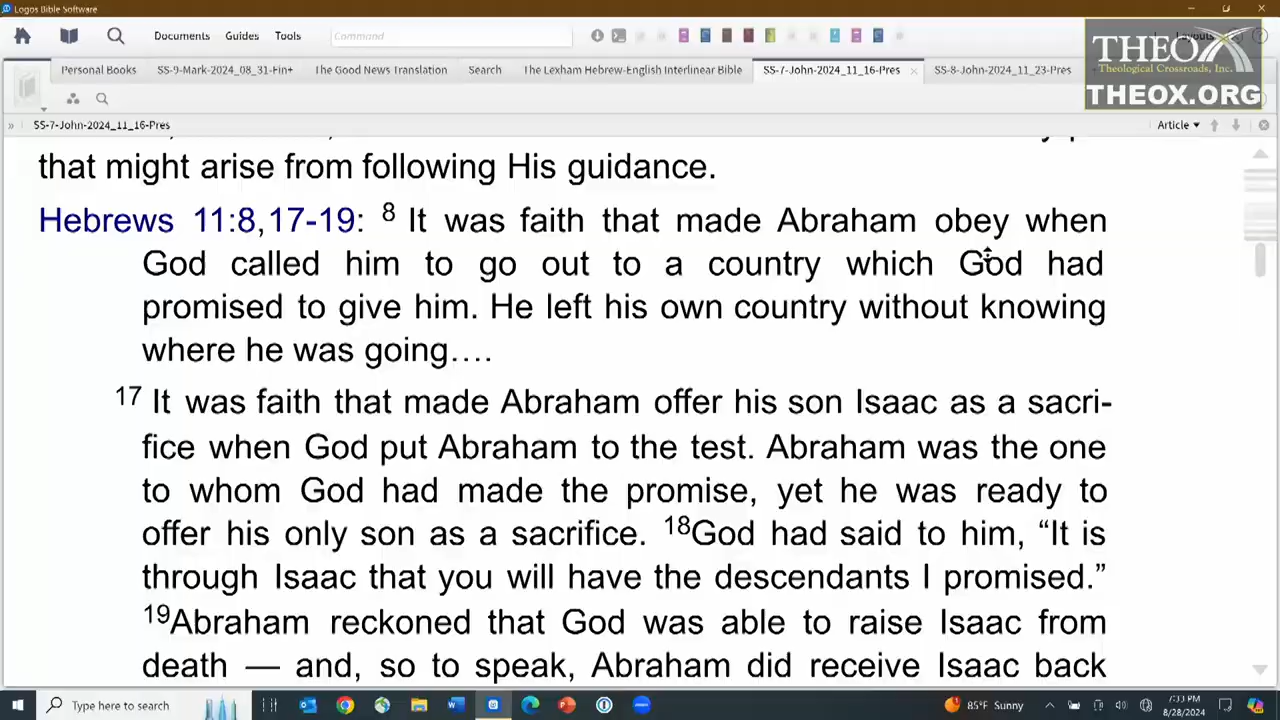 Logos Bible Software
Documents Guides Tools Command Layouts
THEOX
Theological Crossroads, Inc.
THEOX.ORG
Personal Books SS-9-Mark-2024_08_31-Fin+ The Good News Trans The Lexham Hebrew-English Interlinear Bible SS-7-John-2024_11_16-Pres SS-8-John-2024_11_23-Pres
SS-7-John-2024_11_16-Pres Article
that might arise from following His guidance.
Hebrews 11:8,17-19: 8 It was faith that made Abraham obey when
God called him to go out to a country which God had
promised to give him. He left his own country without knowing
where he was going….
17 It was faith that made Abraham offer his son Isaac as a sacri-
fice when God put Abraham to the test. Abraham was the one
to whom God had made the promise, yet he was ready to
offer his only son as a sacrifice. 18God had said to him, “It is
through Isaac that you will have the descendants I promised.”
19Abraham reckoned that God was able to raise Isaac from
death — and, so to speak, Abraham did receive Isaac back
Type here to search 85°F Sunny 7:33 PM
8/28/2024